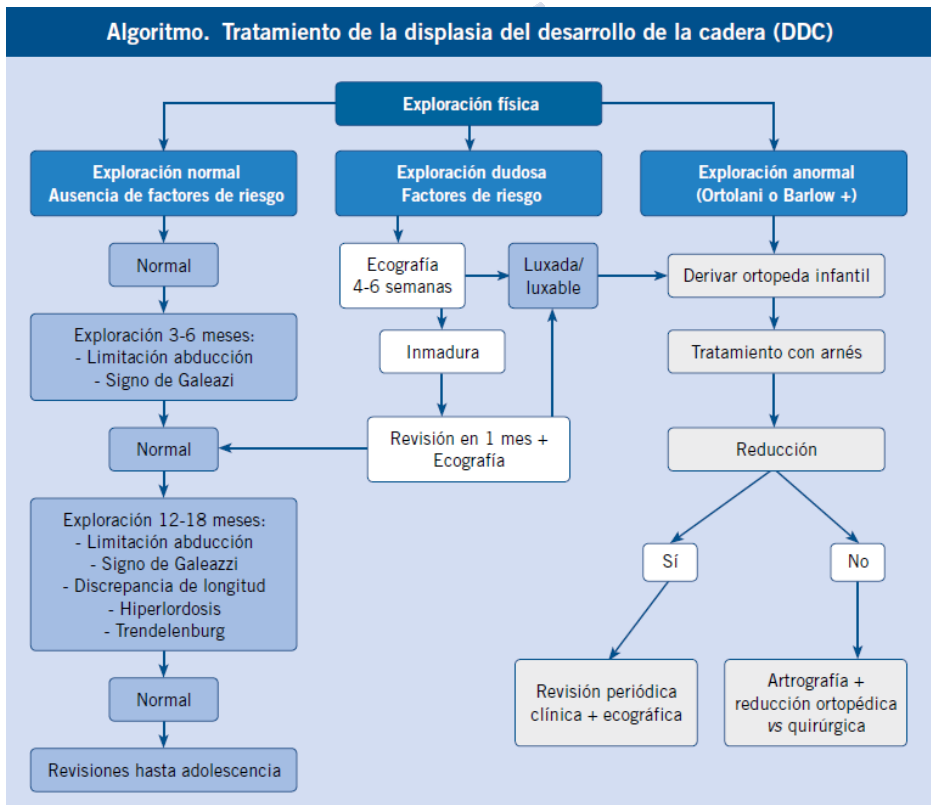 Algoritmo. Tratamiento de la displasia del desarrollo de la cadera (DDC)
Exploración física
Exploración normal
Ausencia de factores de riesgo
Exploración dudosa
Factores de riesgo
Exploración anormal
(Ortolani o Barlow +)
Normal
Ecografía
4-6 semanas
Luxada/
luxable
Derivar ortopeda infantil
Exploración 3-6 meses:
- Limitación abducción
- Signo de Galeazi
Inmadura
Tratamiento con arnés
Normal
Revisión en 1 mes +
Ecografía
Reducción
Exploración 12-18 meses:
- Limitación abducción
- Signo de Galeazzi
- Discrepancia de longitud
- Hiperlordosis
- Trendelenburg
Sí
No
Normal
Revisión periódica
clínica + ecográfica
Artrografía +
reducción ortopédica
vs quirúrgica
Revisiones hasta adolescencia